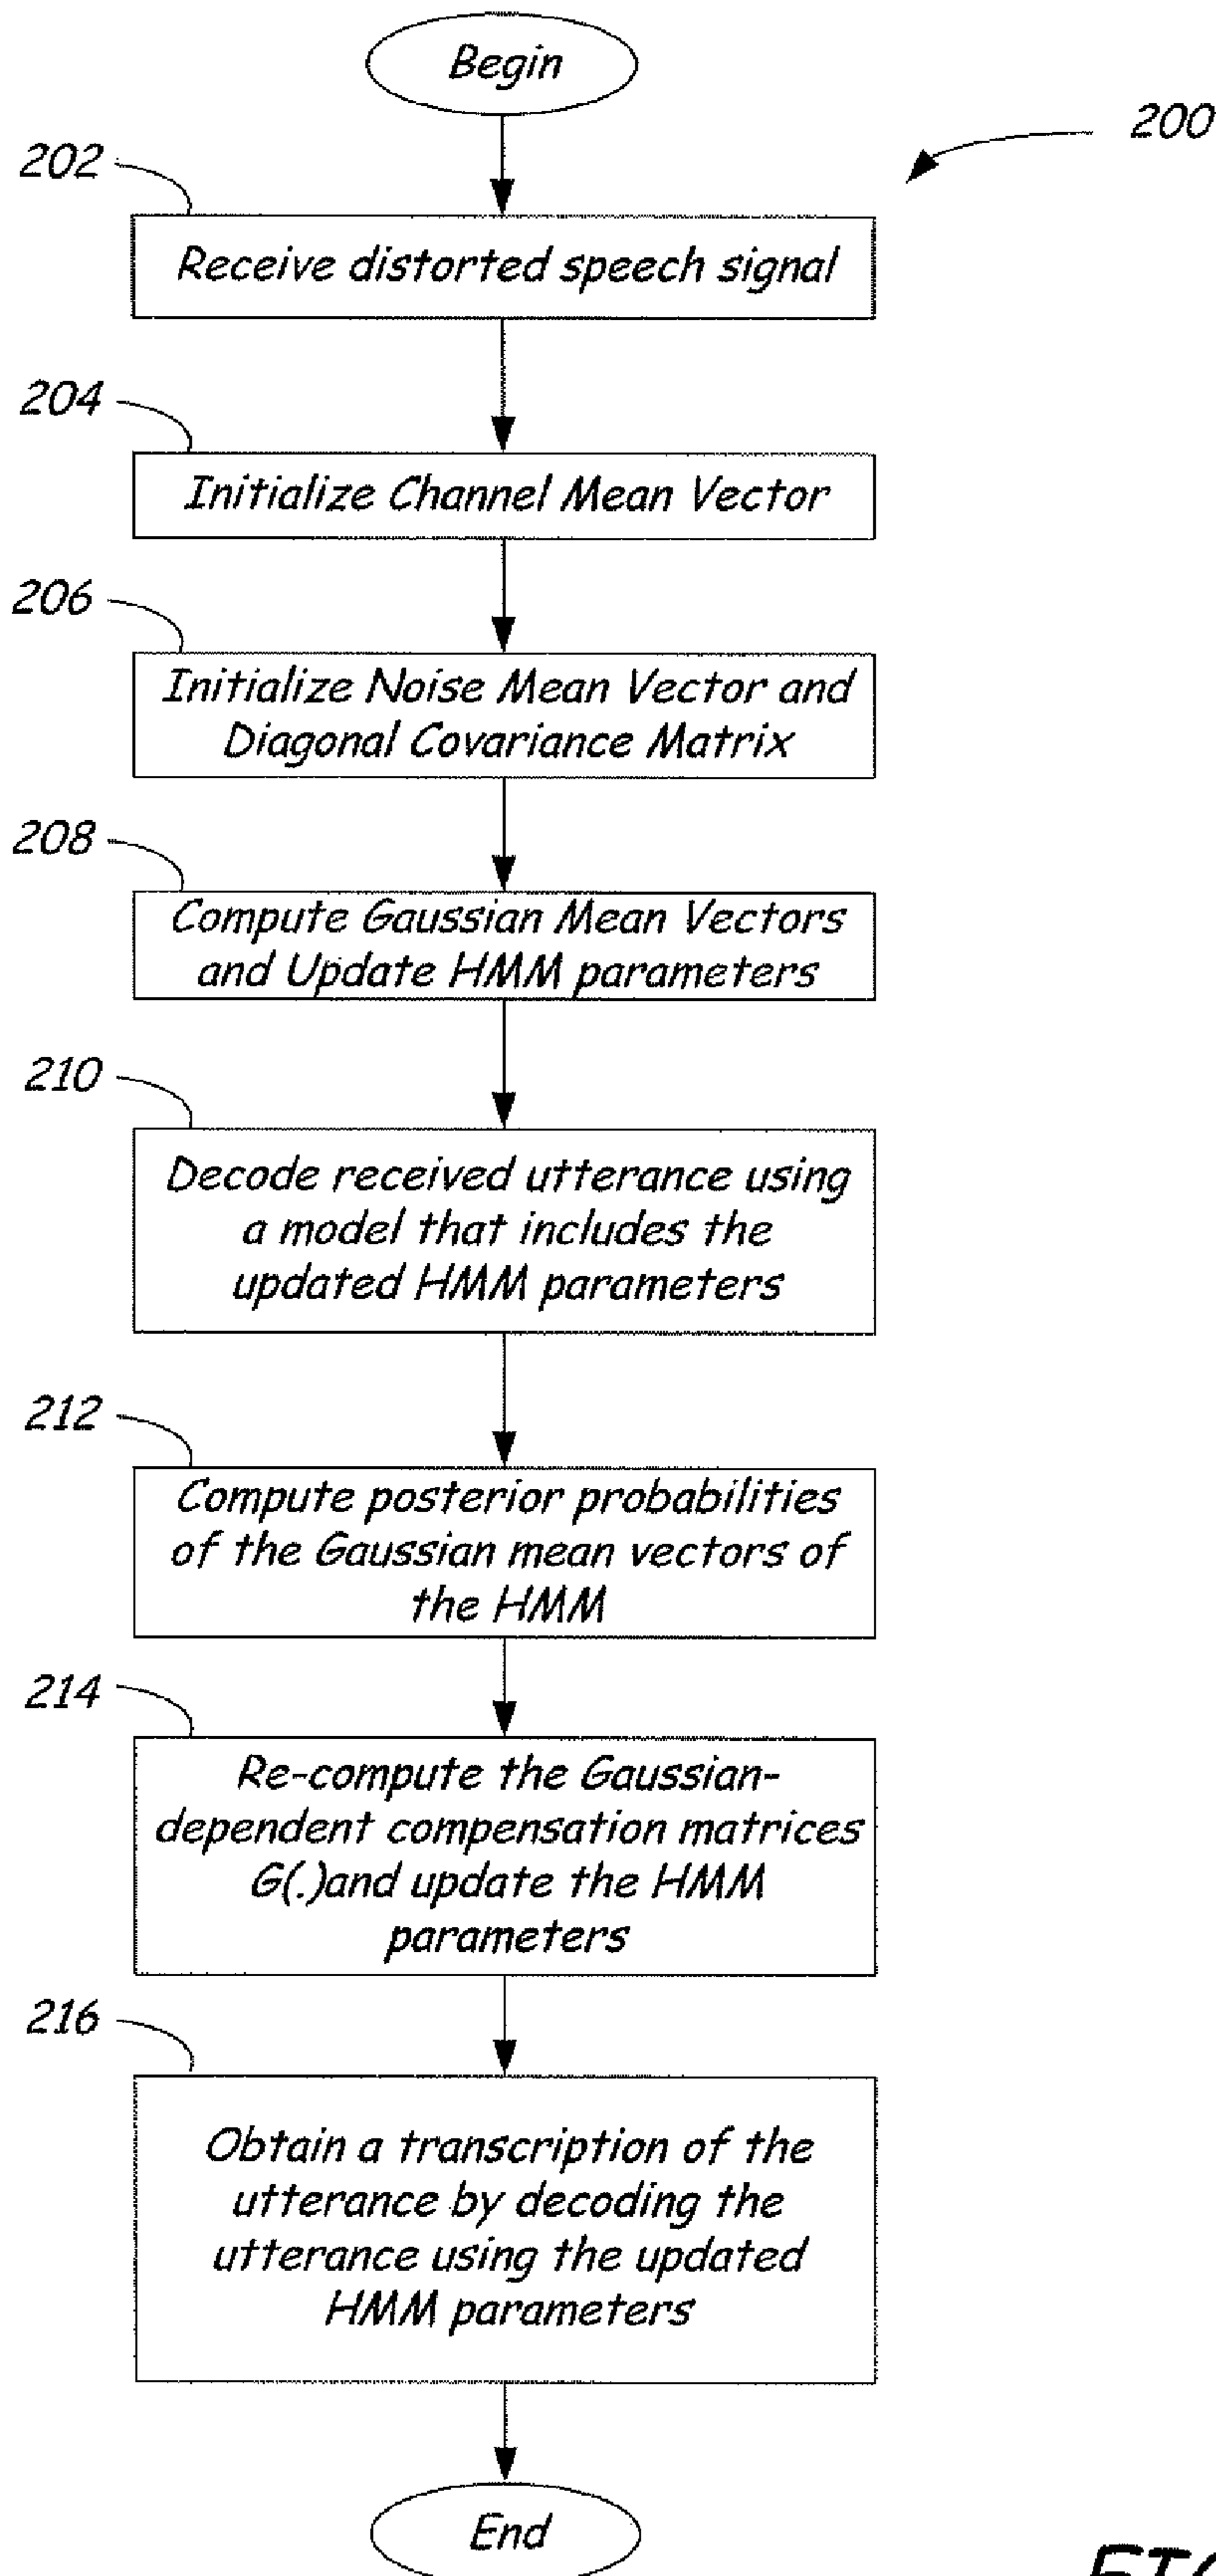 Begin
200
202
Receive distorted speech signal
204
Initialize Channel Mean Vector
206
Initialize Noise Mean Vector and
Diagonal Covariance Matrix
208
Compute Gaussian Mean Vectors
and Update HMM parameters
210
Decode received utterance using
a model that includes the
updated HMM parameters
212
Compute posterior probabilities
of the Gaussian mean vectors of
the HMM
214
Re-compute the Gaussian-
dependent compensation matrices
G(.)and update the HMM
parameters
216
Obtain a transcription of the
utterance by decoding the
utterance using the updated
HMM parameters
End